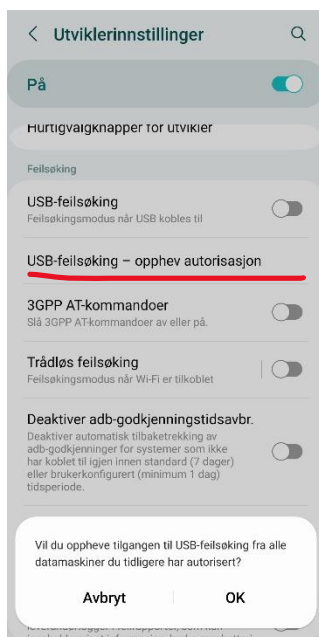 Utviklerinnstillinger
På
Hurtigvalgknapper for utvikler
Feilsøking
USB-feilsøking
Feilsøkingsmodus når USB kobles til
USB-feilsøking – opphev autorisasjon
3GPP AT-kommandoer
Slå 3GPP AT-kommandoer av eller på.
Trådløs feilsøking
Feilsøkingsmodus når Wi-Fi er tilkoblet
Deaktiver adb-godkjenningstidsavbr.
Deaktiver automatisk tilbaketrekking av
adb-godkjenninger for systemer som ikke
har koblet til igjen innen standard (7 dager)
eller brukerkonfigurert (minimum 1 dag)
tidsperiode.
Vil du oppheve tilgangen til USB-feilsøking fra alle
datamaskiner du tidligere har autorisert?
Avbryt OK